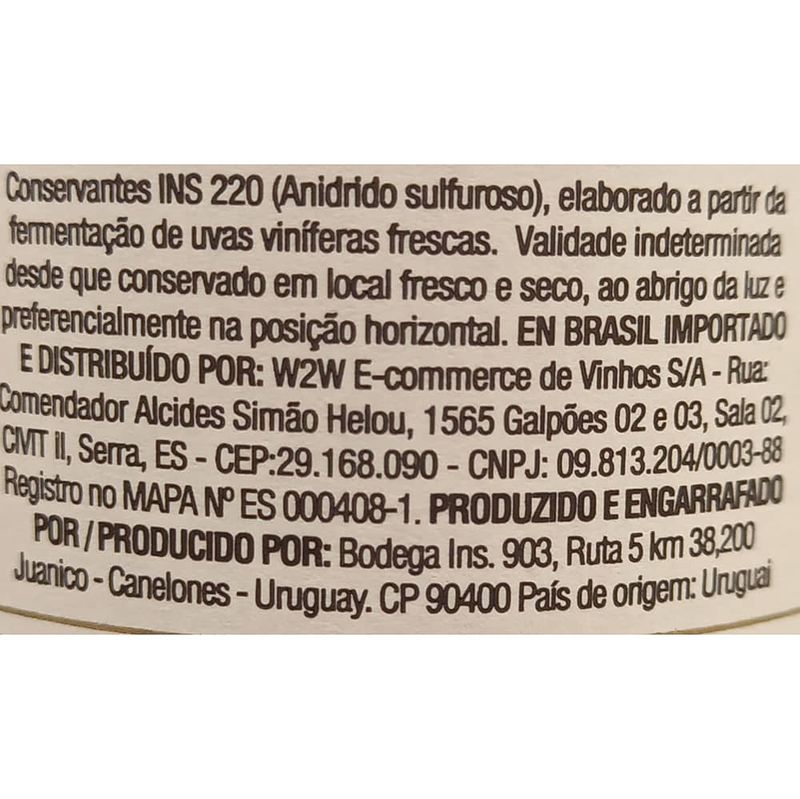 Conservantes INS 220 (Anidrido sulfuroso), elaborado a partir da
fermentação de uvas viníferas frescas. Validade indeterminada
desde que conservado em local fresco e seco, ao abrigo da luz e
preferencialmente na posição horizontal. EN BRASIL IMPORTADO
E DISTRIBUÍDO POR: W2W E-commerce de Vinhos S/A - Rua:
Comendador Alcides Simão Helou, 1565 Galpões 02 e 03, Sala 02,
CIVIT il, Serra, ES - CEP:29.168.090 - CNPJ: 09.813.204/0003-88
Registro no MAPA Nº ES 000408-1. PRODUZIDO E ENGARRAFADO
POR / PRODUCIDO POR: Bodega Ins. 903, Ruta 5 km 38,200
Juanico - Canelones - Uruguay. CP 90400 País de origem: Uruguai